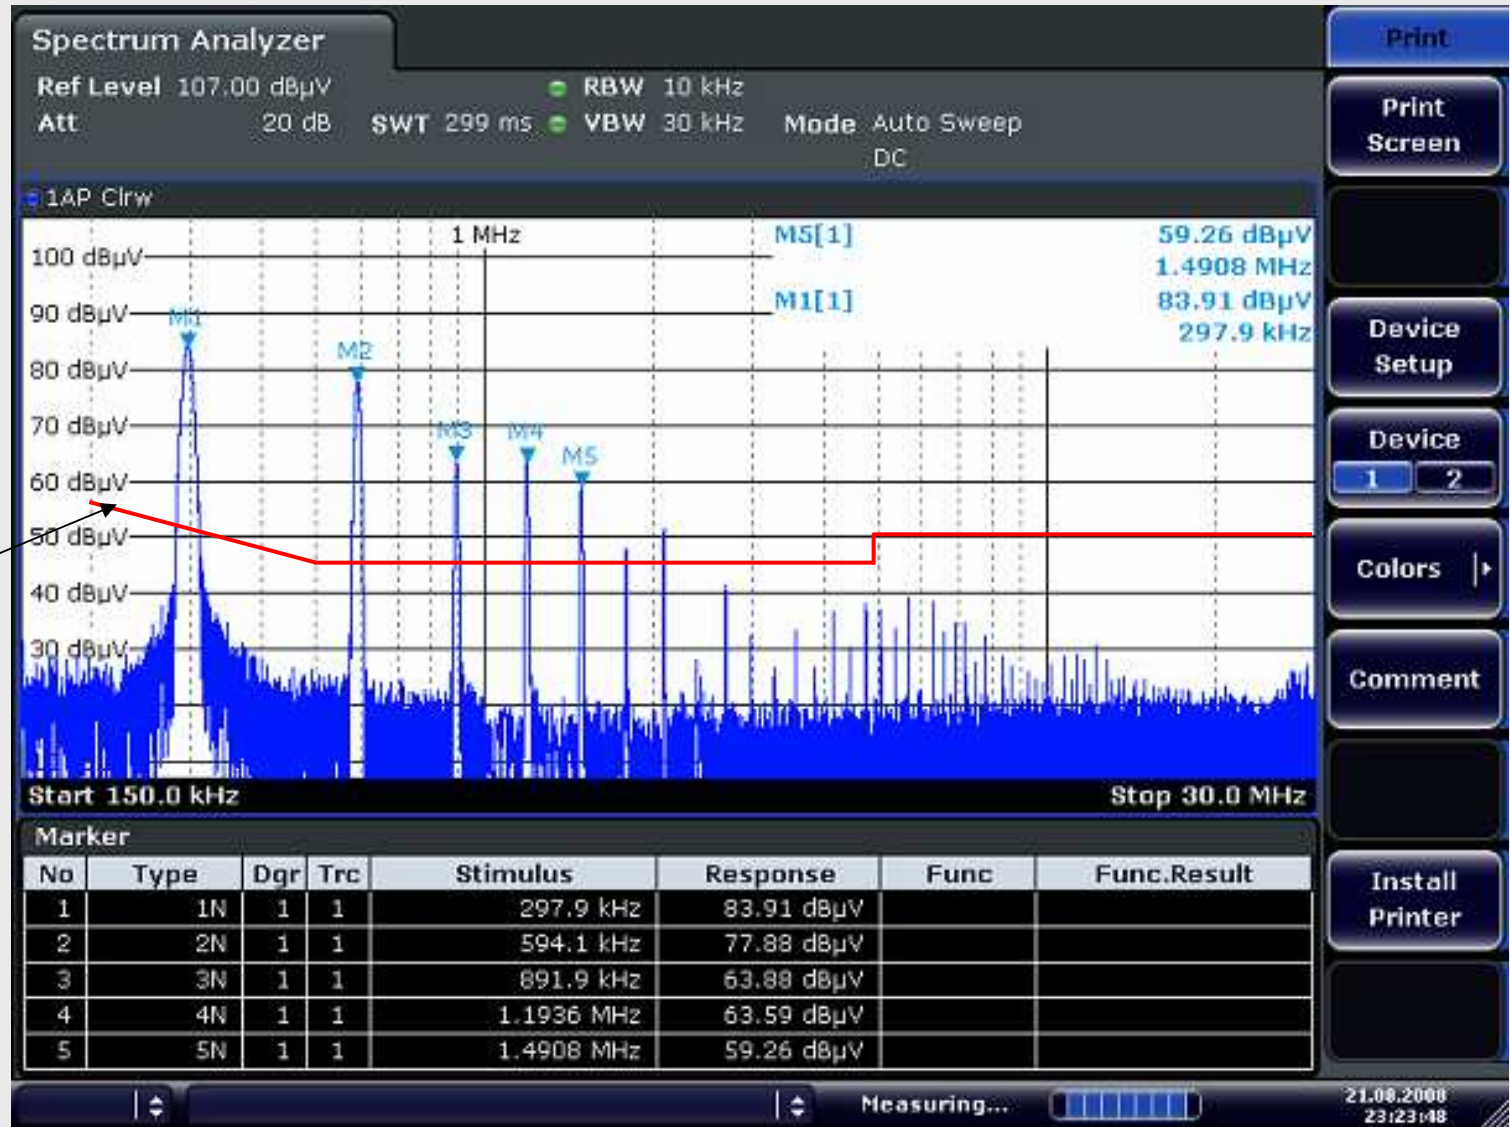 Spectrum Analyzer
Ref Level 107.00 dBµV RBW 10 kHz
Att 20 dB SWT 299 ms VBW 30 kHz Mode Auto Sweep
DC
1AP Clrw
1 MHz
M5[1] 59.26 dBµV
1.4908 MHz
M1[1] 83.91 dBµV
297.9 kHz
100 dBµV
90 dBµV
80 dBµV
70 dBµV
60 dBµV
50 dBµV
40 dBµV
30 dBµV
M1
M2
M3
M4
M5
Start 150.0 kHz Stop 30.0 MHz
Marker
No Type Dgr Trc Stimulus Response Func Func.Result
1 1N 1 1 297.9 kHz 83.91 dBµV
2 2N 1 1 594.1 kHz 77.88 dBµV
3 3N 1 1 891.9 kHz 63.88 dBµV
4 4N 1 1 1.1936 MHz 63.59 dBµV
5 5N 1 1 1.4908 MHz 59.26 dBµV
Measuring...
21.08.2008
23:23:48
Print
Print
Screen
Device
Setup
Device
1 2
Colors
Comment
Install
Printer